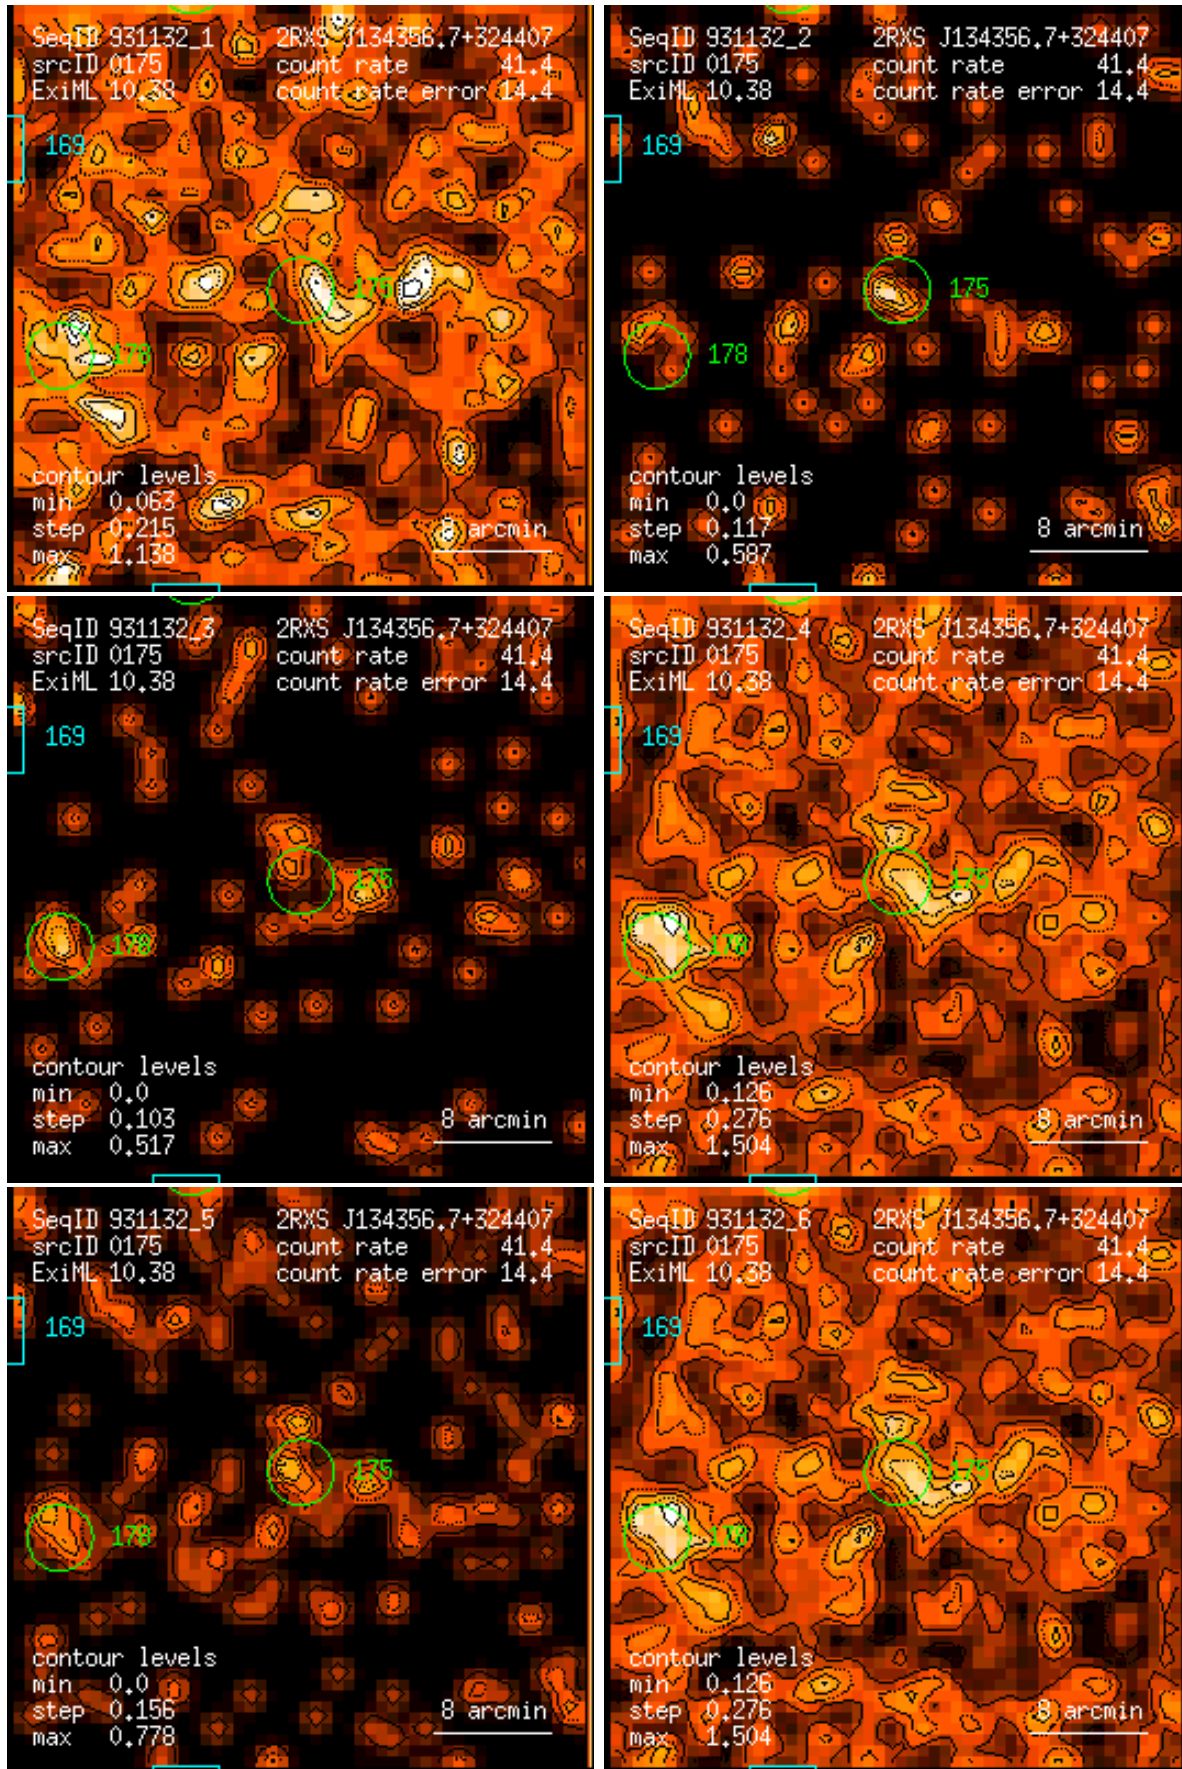 SeqID 931132_1 2RXS J134356.7+324407
srcID 0175 count rate 41.4
ExiML 10.38 count rate error 14.4
169
175
178
contour levels
min 0.063
step 0.215 8 arcmin
max 1.138
SeqID 931132_2 2RXS J134356.7+324407
srcID 0175 count rate 41.4
ExiML 10.38 count rate error 14.4
169
175
178
contour levels
min 0.0
step 0.117 8 arcmin
max 0.587
SeqID 931132_3 2RXS J134356.7+324407
srcID 0175 count rate 41.4
ExiML 10.38 count rate error 14.4
169
175
178
contour levels
min 0.0
step 0.103 8 arcmin
max 0.517
SeqID 931132_4 2RXS J134356.7+324407
srcID 0175 count rate 41.4
ExiML 10.38 count rate error 14.4
169
175
178
contour levels
min 0.126
step 0.276 8 arcmin
max 1.504
SeqID 931132_5 2RXS J134356.7+324407
srcID 0175 count rate 41.4
ExiML 10.38 count rate error 14.4
169
175
178
contour levels
min 0.0
step 0.156 8 arcmin
max 0.778
SeqID 931132_6 2RXS J134356.7+324407
srcID 0175 count rate 41.4
ExiML 10.38 count rate error 14.4
169
175
178
contour levels
min 0.126
step 0.276 8 arcmin
max 1.504